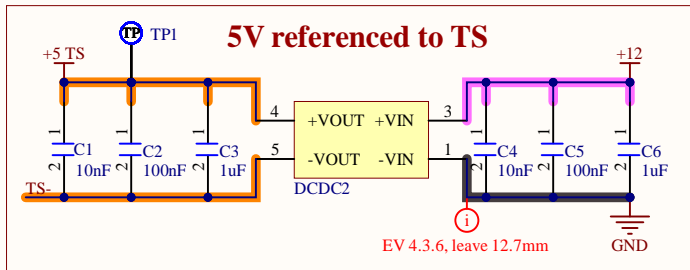 5V referenced to TS
TP TP1
+5 TS
+12
4 +VOUT +VIN 3
5 -VOUT -VIN 1
DCDC2
1 2 C1 10nF
1 2 C2 100nF
1 2 C3 1uF
1 2 C4 10nF
1 2 C5 100nF
1 2 C6 1uF
TS-
i
EV 4.3.6, leave 12.7mm
GND